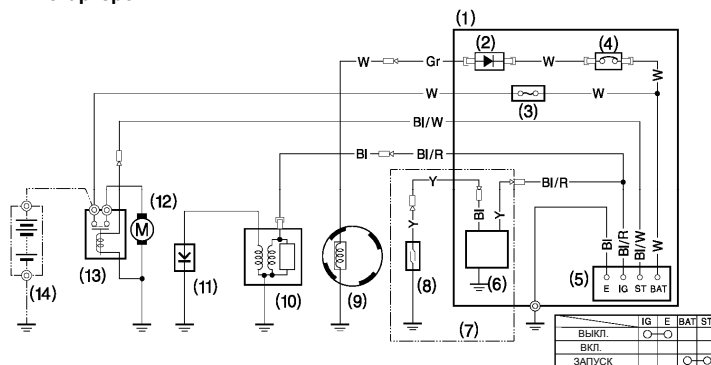 (1)
(2)
(4)
W
Gr
W
W
W
(3)
W
Bl/W
Bl
Bl/R
Y
Bl/R
Y
Bl
Y
Bl
Bl/R
Bl/W
W
(12)
M
(5)
E IG ST BAT
(13)
(14)
(11)
(10)
(9)
(8)
(6)
(7)
IG E BAT ST
ВЫКЛ.
ВКЛ.
ЗАПУСК